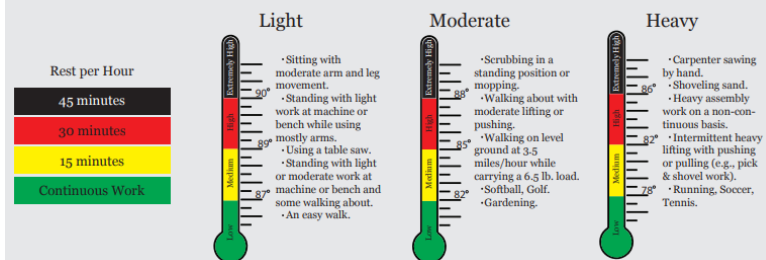 Light
Moderate
Heavy
Rest per Hour
45 minutes
30 minutes
15 minutes
Continuous Work
Extremely High
High
Medium
Low
90°
89°
87°
·Sitting with
moderate arm and leg
movement.
·Standing with light
work at machine or
bench while using
mostly arms.
·Using a table saw.
·Standing with light
or moderate work at
machine or bench and
some walking about.
·An easy walk.
Extremely High
High
Medium
Low
88°
85°
82°
·Scrubbing in a
standing position or
mopping.
·Walking about with
moderate lifting or
pushing.
·Walking on level
ground at 3.5
miles/hour while
carrying a 6.5 lb. load.
·Softball, Golf.
·Gardening.
Extremely High
High
Medium
Low
86°
82°
78°
·Carpenter sawing
by hand.
·Shoveling sand.
·Heavy assembly
work on a non-con-
tinuous basis.
·Intermittent heavy
lifting with pushing
or pulling (e.g., pick
& shovel work).
·Running, Soccer,
Tennis.